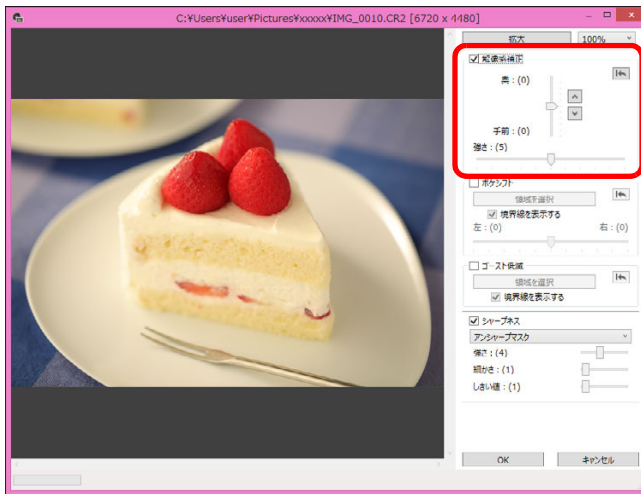 C:¥Users¥user¥Pictures¥xxxxx¥IMG_0010.CR2 [6720 x 4480]
拡大 100%
解像感補正
奥：(0)
手前：(0)
強さ：(5)
ボケシフト
領域を選択
境界線を表示する
左：(0) 右：(0)
ゴースト低減
領域を選択
境界線を表示する
シャープネス
アンシャープマスク
強さ：(4)
細かさ：(1)
しきい値：(1)
OK キャンセル